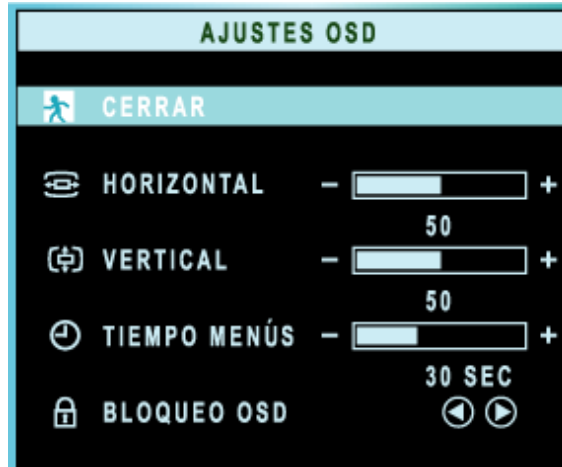 AJUSTES OSD
CERRAR
HORIZONTAL - +
50
VERTICAL - +
50
TIEMPO MENÚS - +
30 SEC
BLOQUEO OSD